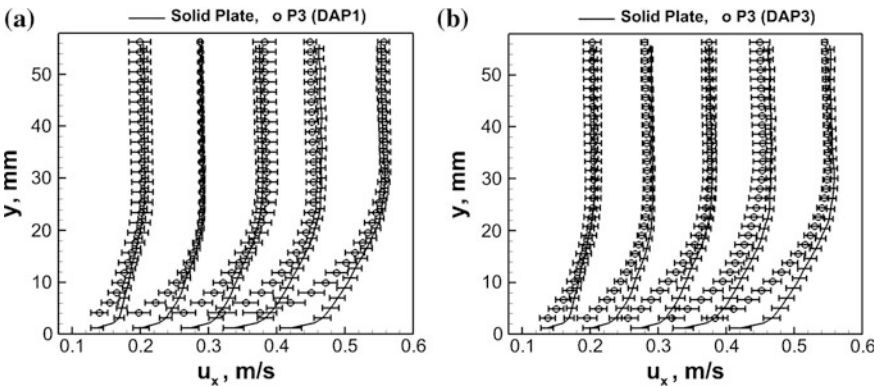 (a)
Solid Plate, P3 (DAP1)
50
40
30
20
10
0
y, mm
0.1 0.2 0.3 0.4 0.5 0.6
uₓ, m/s
(b)
Solid Plate, P3 (DAP3)
50
40
30
20
10
0
y, mm
0.1 0.2 0.3 0.4 0.5 0.6
uₓ, m/s